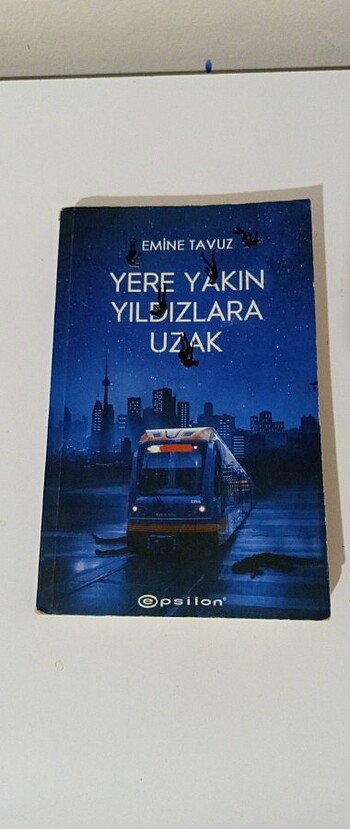 EMİNE TAVUZ
YERE YAKIN
YILDIZLARA
UZAK
epsilon®